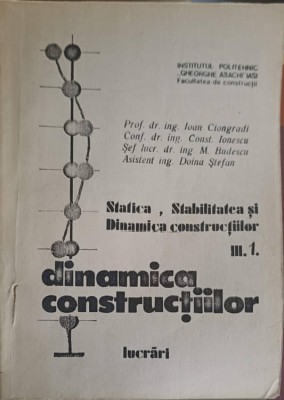 INSTITUTUL POLITEHNIC
„GHEORGHE ASACHI" IAȘI
Facultatea de construcții
Prof. dr. ing. Ioan Ciongradi
Conf. dr. ing. Const. Ionescu
Șef lucr. dr. ing M. Budescu
Asistent ing. Doina Ștefan
Statica, Stabilitatea și
Dinamica construcțiilor
III.1.
dinamica
construcțiilor
lucrări